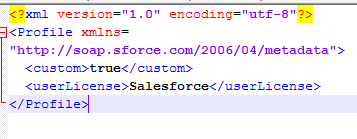 <?xml version="1.0" encoding="utf-8"?>
<Profile xmlns=
"http://soap.sforce.com/2006/04/metadata">
<custom>true</custom>
<userLicense>Salesforce</userLicense>
</Profile>